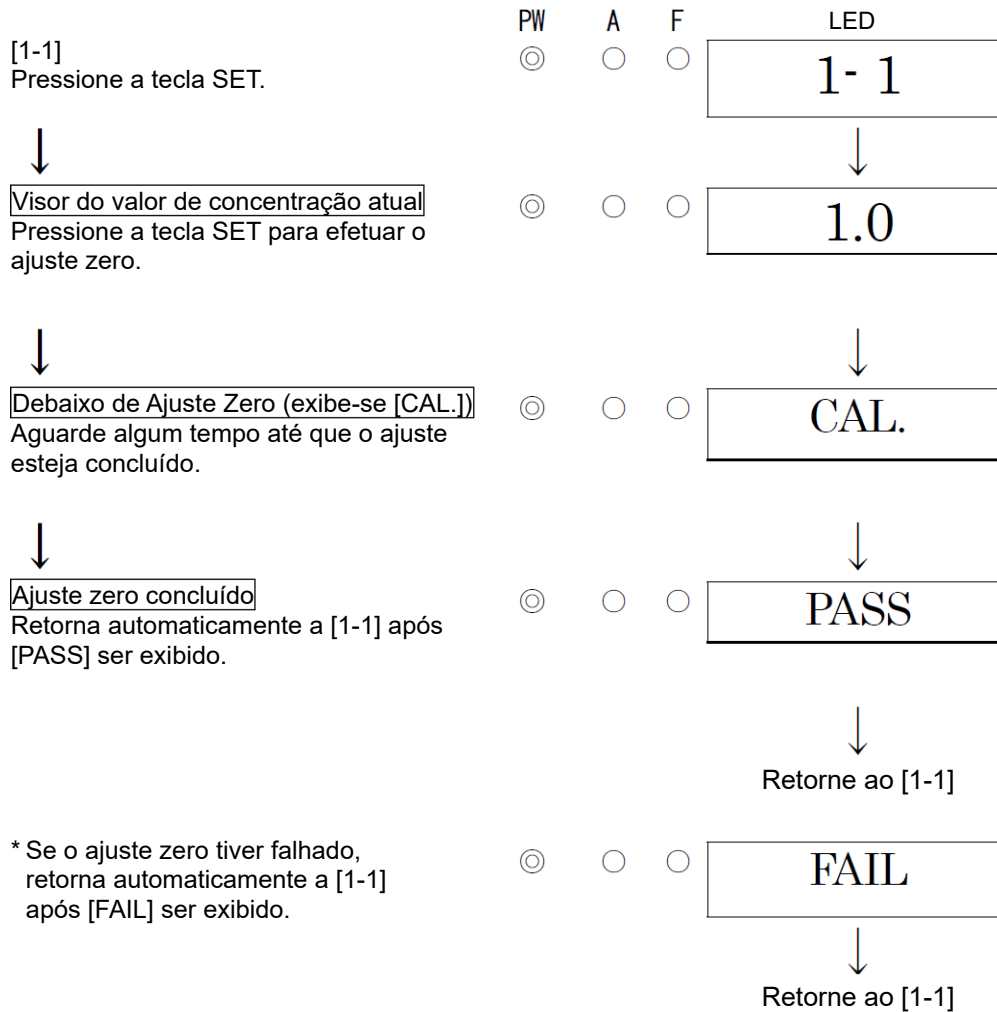 PW A F LED
[1-1]
Pressione a tecla SET.
1- 1
Visor do valor de concentração atual
Pressione a tecla SET para efetuar o
ajuste zero.
1.0
Debaixo de Ajuste Zero (exibe-se [CAL.])
Aguarde algum tempo até que o ajuste
esteja concluído.
CAL.
Ajuste zero concluído
Retorna automaticamente a [1-1] após
[PASS] ser exibido.
PASS
Retorne ao [1-1]
* Se o ajuste zero tiver falhado,
retorna automaticamente a [1-1]
após [FAIL] ser exibido.
FAIL
Retorne ao [1-1]